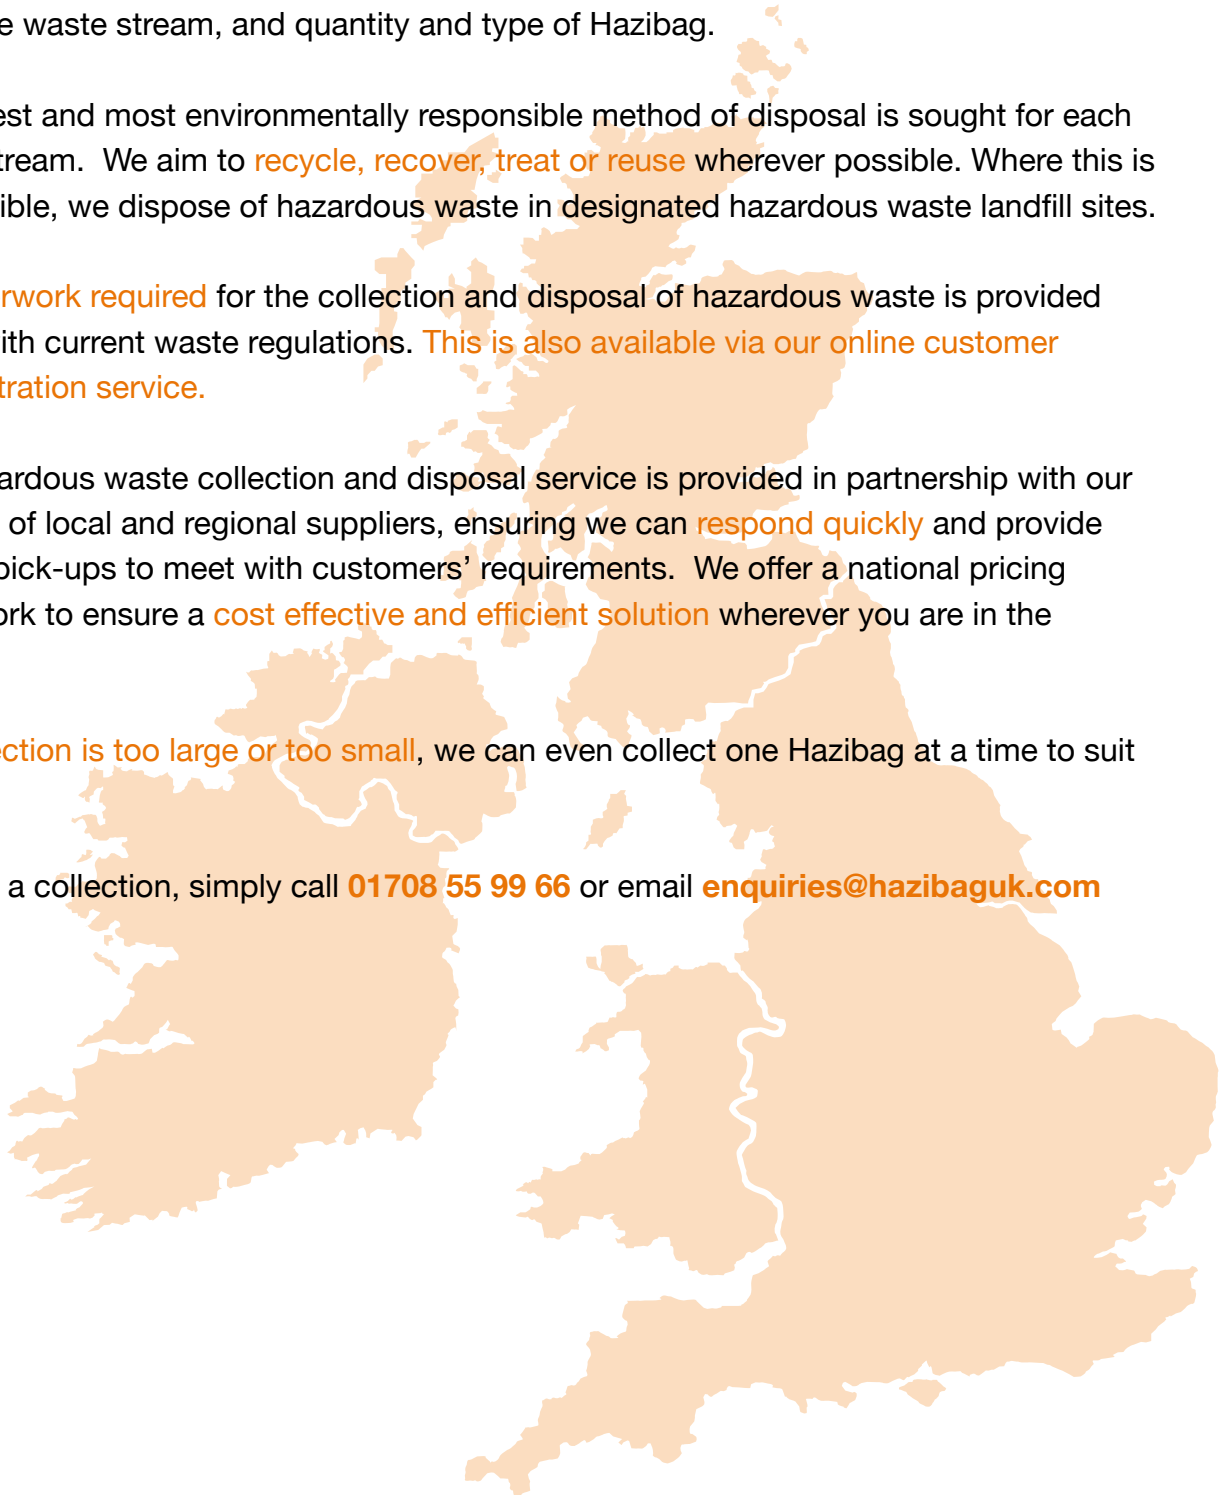 e waste stream, and quantity and type of Hazibag.
est and most environmentally responsible method of disposal is sought for each
tream. We aim to recycle, recover, treat or reuse wherever possible. Where this is
ible, we dispose of hazardous waste in designated hazardous waste landfill sites.
rwork required for the collection and disposal of hazardous waste is provided
ith current waste regulations. This is also available via our online customer
tration service.
ardous waste collection and disposal service is provided in partnership with our
of local and regional suppliers, ensuring we can respond quickly and provide
pick-ups to meet with customers’ requirements. We offer a national pricing
ork to ensure a cost effective and efficient solution wherever you are in the
ection is too large or too small, we can even collect one Hazibag at a time to suit
a collection, simply call 01708 55 99 66 or email enquiries@hazibaguk.com